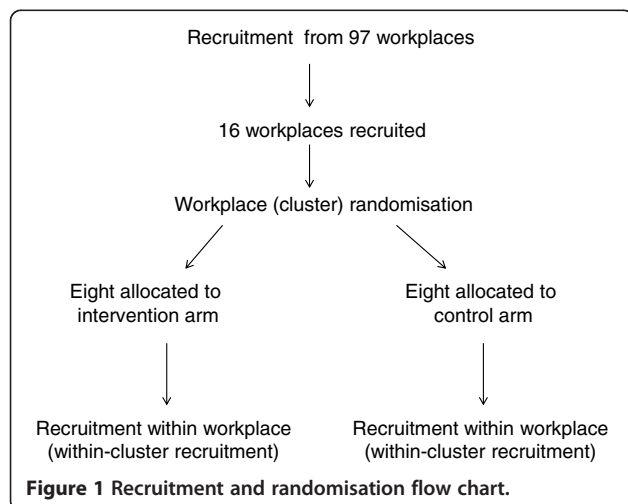 Recruitment from 97 workplaces
16 workplaces recruited
Workplace (cluster) randomisation
Eight allocated to
intervention arm
Eight allocated to
control arm
Recruitment within workplace
(within-cluster recruitment)
Recruitment within workplace
(within-cluster recruitment)
Figure 1 Recruitment and randomisation flow chart.